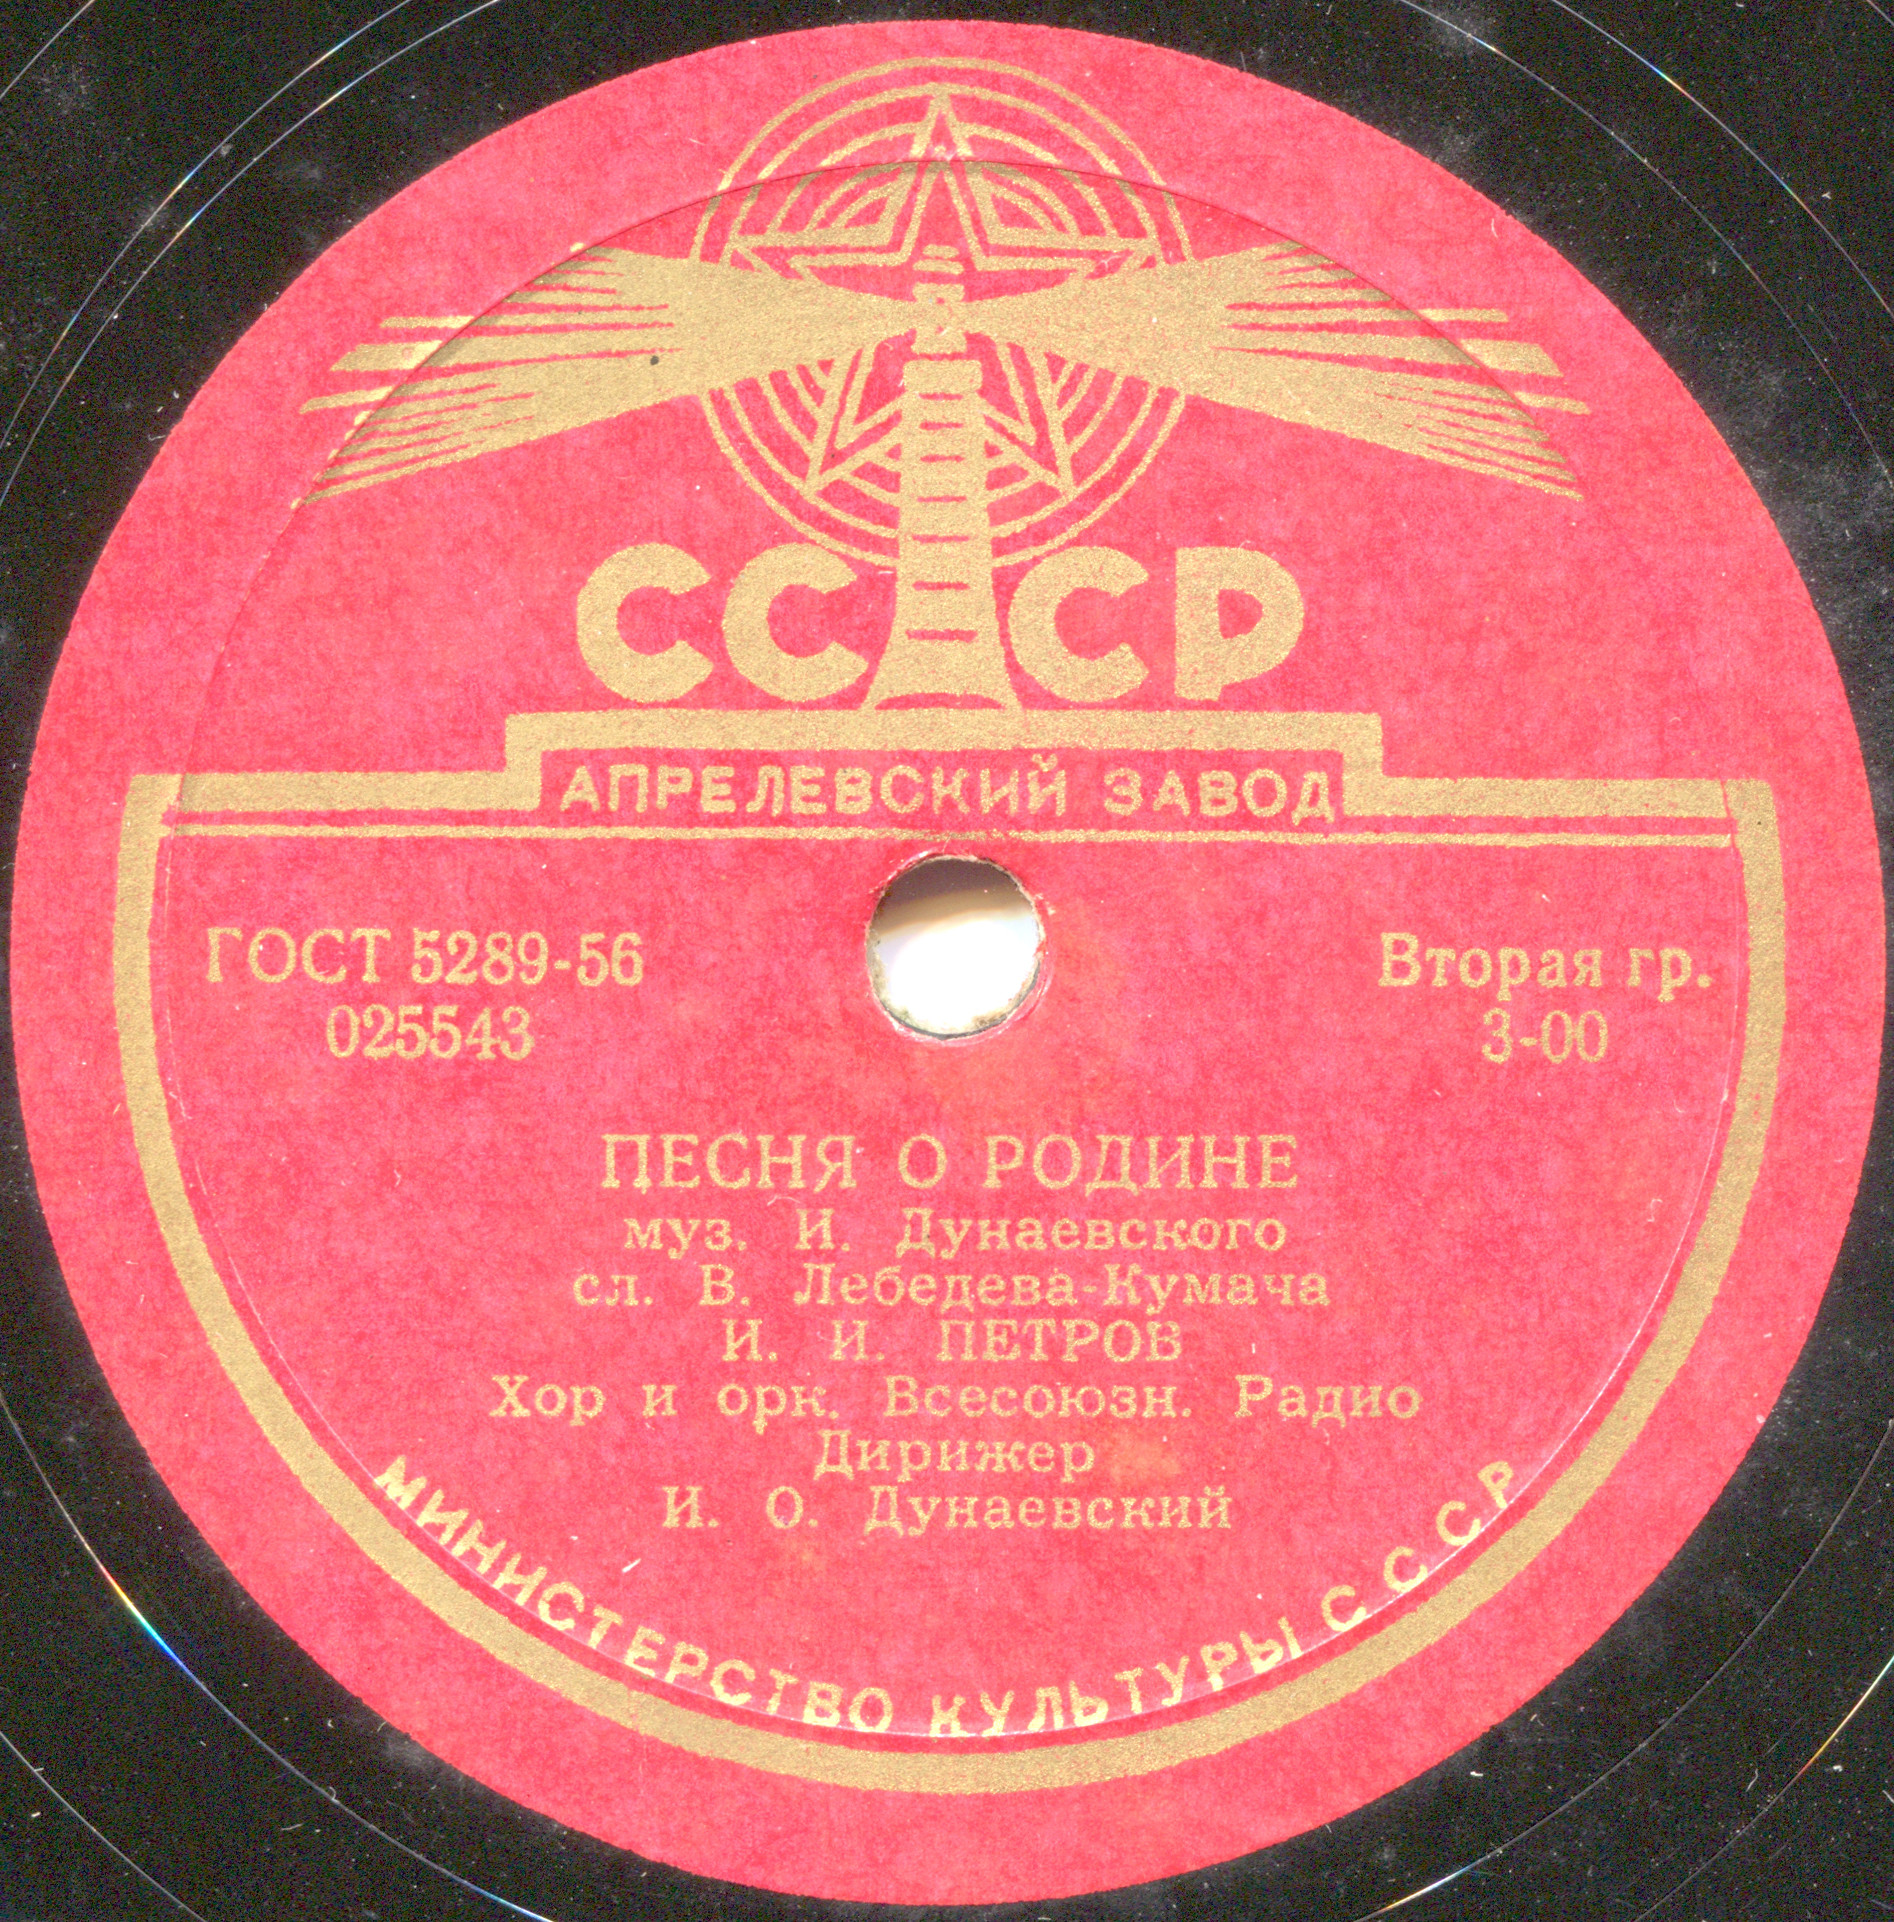 СССР
АПРЕЛЕВСКИЙ ЗАВОД
ГОСТ 5289-56
025543
Вторая гр.
3-00
ПЕСНЯ О РОДИНЕ
муз. И. Дунаевского
сл. В. Лебедева-Кумача
И. И. ПЕТРОВ
Хор и орк. Всесоюзн. Радио
Дирижер
И. О. Дунаевский
МИНИСТЕРСТВО КУЛЬТУРЫ СССР